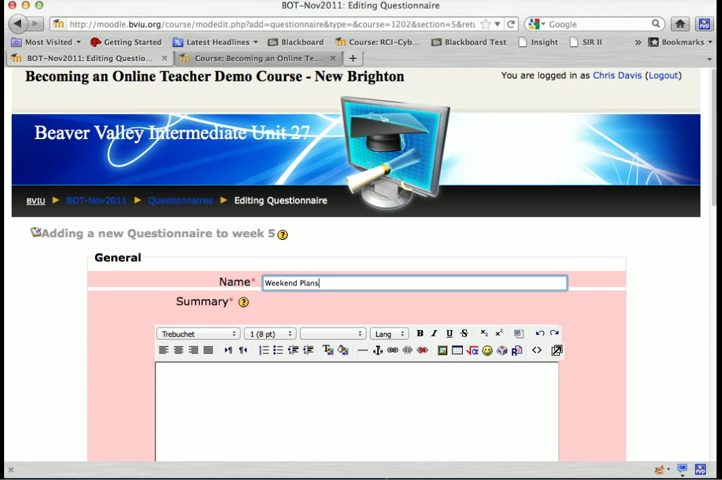 BOT-Nov2011: Editing Questionnaire
http://moodle.bviu.org/course/modedit.php?add=questionnaire&type=&course=1202&section=5&retu
Google
Most Visited
Getting Started
Latest Headlines
Blackboard
Course: RCI-Cyb...
Blackboard Test
Insight
SIR II
»
Bookmarks
BOT-Nov2011: Editing Questio...
Course: Becoming an Online Te...
Becoming an Online Teacher Demo Course - New Brighton
You are logged in as Chris Davis (Logout)
Beaver Valley Intermediate Unit 27
BVIU ► BOT-Nov2011 ► Questionnaires ► Editing Questionnaire
Adding a new Questionnaire to week 5
General
Name* Weekend Plans
Summary*
Trebuchet 1 (8 pt) Lang B I U S